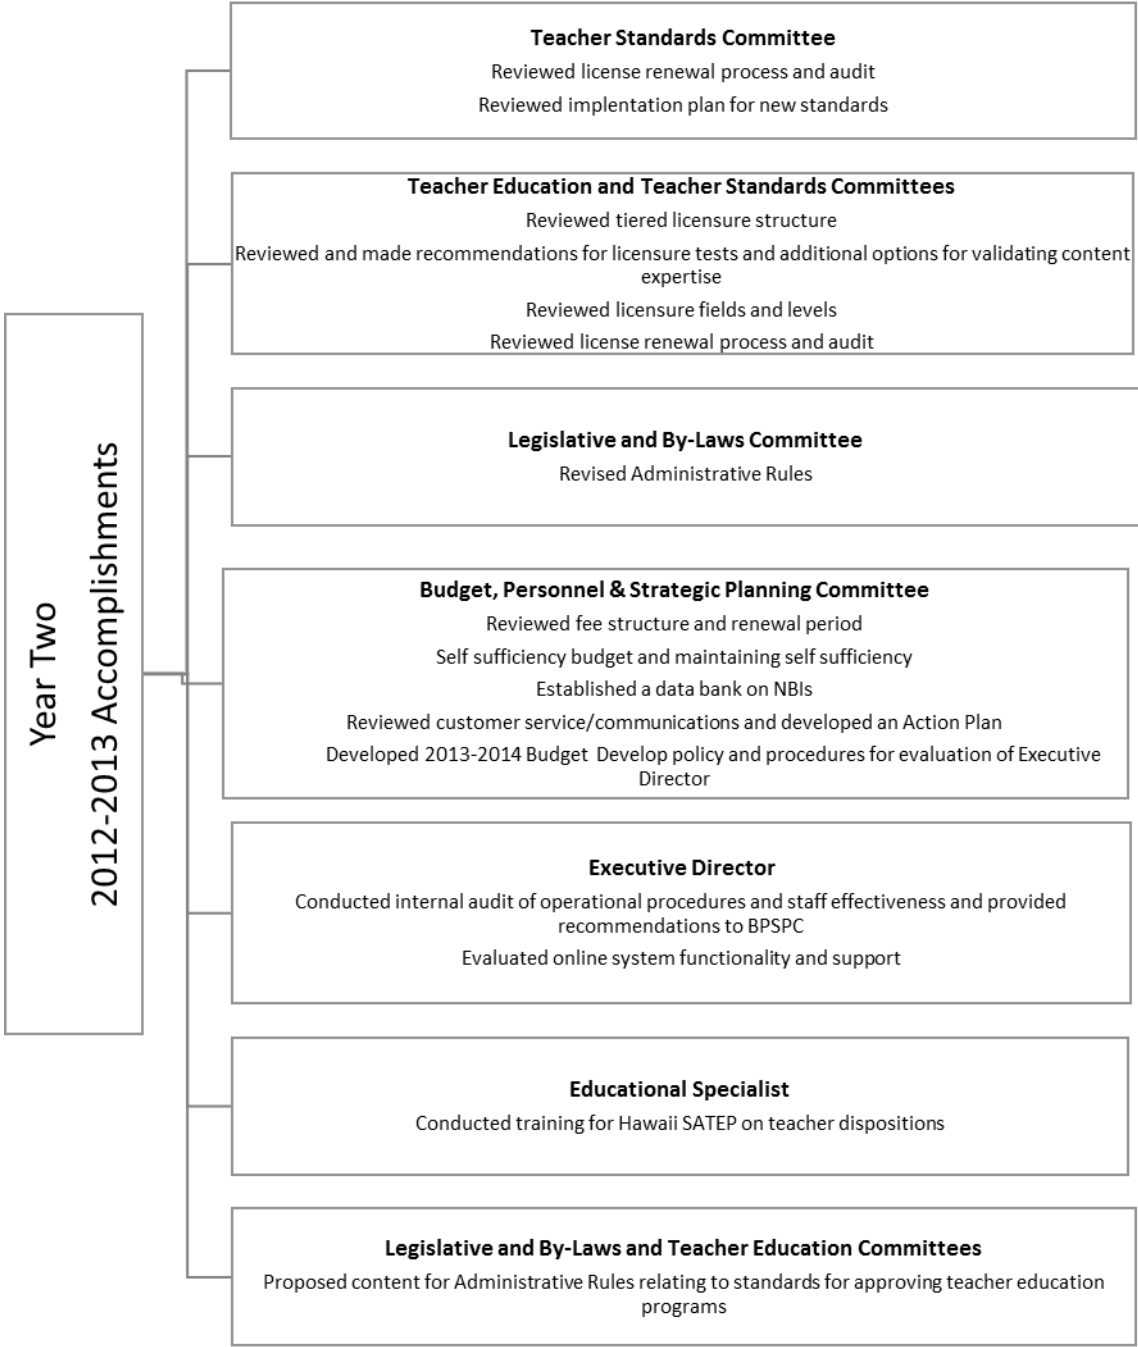 Year Two
2012-2013 Accomplishments
Teacher Standards Committee
Reviewed license renewal process and audit
Reviewed implentation plan for new standards
Teacher Education and Teacher Standards Committees
Reviewed tiered licensure structure
Reviewed and made recommendations for licensure tests and additional options for validating content
expertise
Reviewed licensure fields and levels
Reviewed license renewal process and audit
Legislative and By-Laws Committee
Revised Administrative Rules
Budget, Personnel & Strategic Planning Committee
Reviewed fee structure and renewal period
Self sufficiency budget and maintaining self sufficiency
Established a data bank on NBIs
Reviewed customer service/communications and developed an Action Plan
Developed 2013-2014 Budget Develop policy and procedures for evaluation of Executive
Director
Executive Director
Conducted internal audit of operational procedures and staff effectiveness and provided
recommendations to BPSPC
Evaluated online system functionality and support
Educational Specialist
Conducted training for Hawaii SATEP on teacher dispositions
Legislative and By-Laws and Teacher Education Committees
Proposed content for Administrative Rules relating to standards for approving teacher education
programs